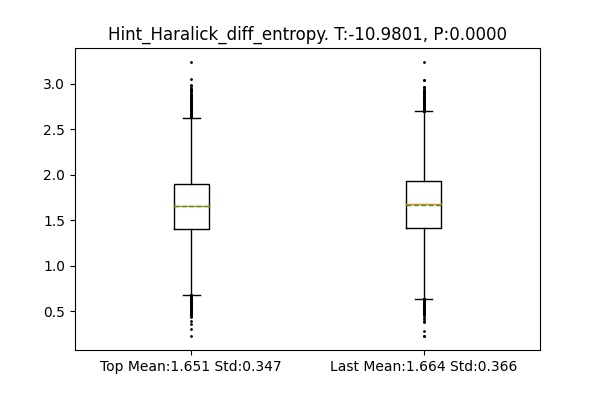 Hint_Haralick_diff_entropy. T:-10.9801, P:0.0000
3.0
2.5
2.0
1.5
1.0
0.5
Top Mean:1.651 Std:0.347
Last Mean:1.664 Std:0.366